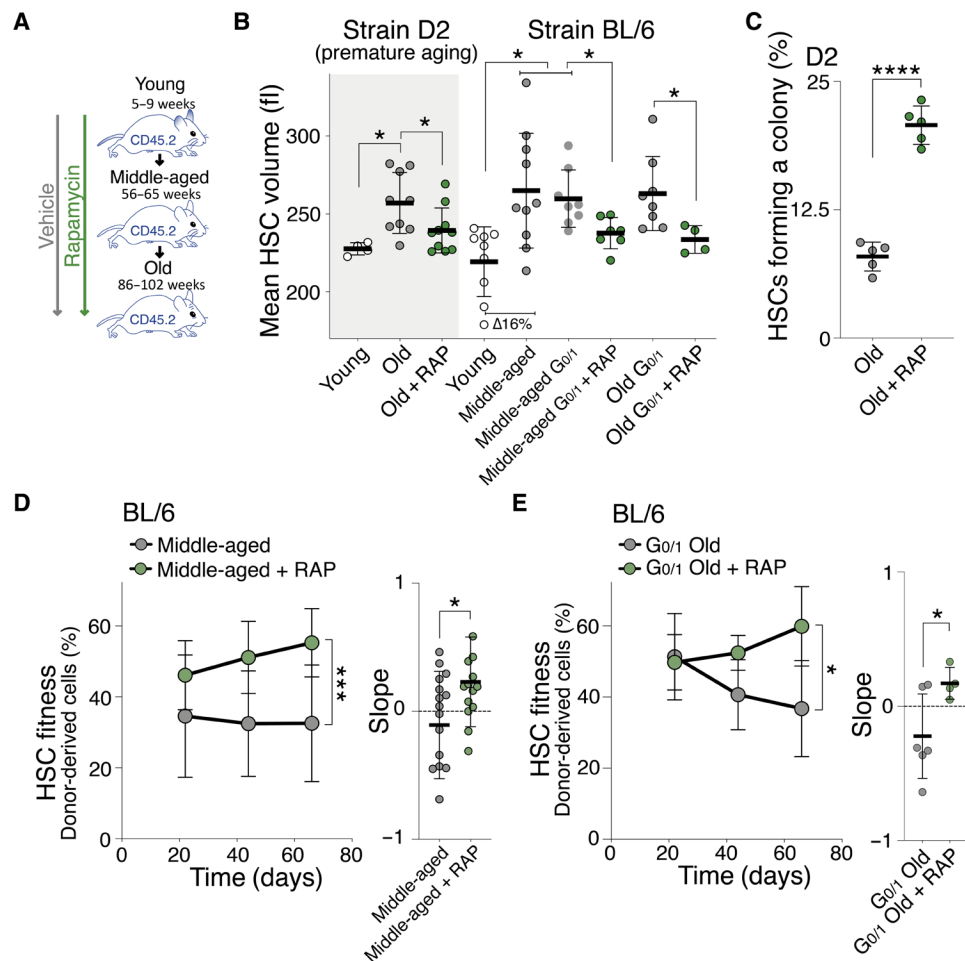 A
Vehicle
Rapamycin
Young
5–9 weeks
CD45.2
Middle-aged
56–65 weeks
CD45.2
Old
86–102 weeks
CD45.2
B
Strain D2
(premature aging)
Strain BL/6
Mean HSC volume (fl)
300
250
200
* * * * *
Δ16%
Young
Old
Old + RAP
Young
Middle-aged
Middle-aged G0/1
Middle-aged G0/1 + RAP
Old G0/1
Old G0/1 + RAP
C
D2
HSCs forming a colony (%)
25
12.5
0
****
Old
Old + RAP
D
BL/6
Middle-aged
Middle-aged + RAP
HSC fitness
Donor-derived cells (%)
60
40
20
0
0 20 40 60 80
Time (days)
***
Slope
1
0
−1
*
Middle-aged
Middle-aged + RAP
E
BL/6
G0/1 Old
G0/1 Old + RAP
HSC fitness
Donor-derived cells (%)
60
40
20
0
0 20 40 60 80
Time (days)
*
Slope
1
0
−1
*
G0/1 Old
G0/1 Old + RAP